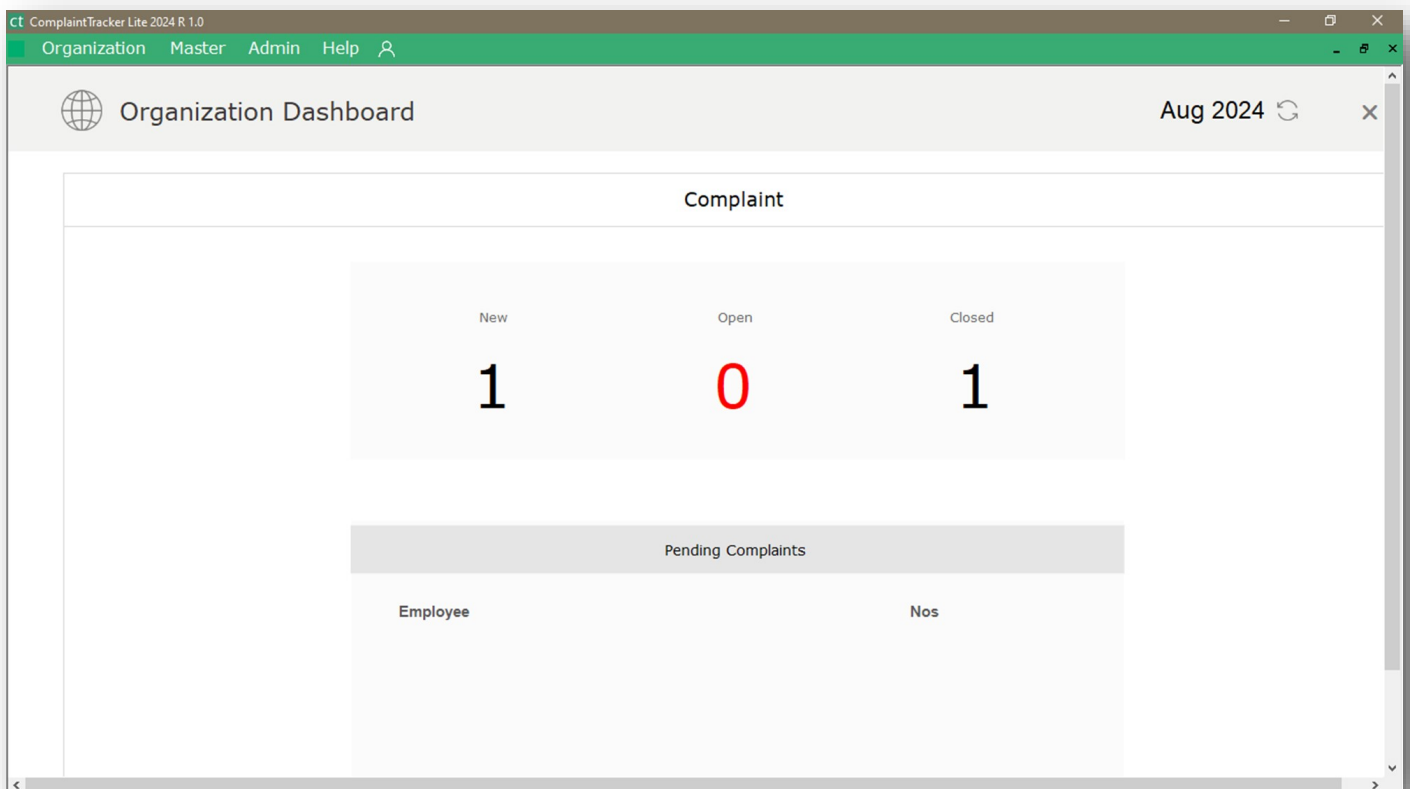 ct ComplaintTracker Lite 2024 R 1.0
Organization Master Admin Help
Organization Dashboard Aug 2024
Complaint
New Open Closed
1 0 1
Pending Complaints
Employee Nos